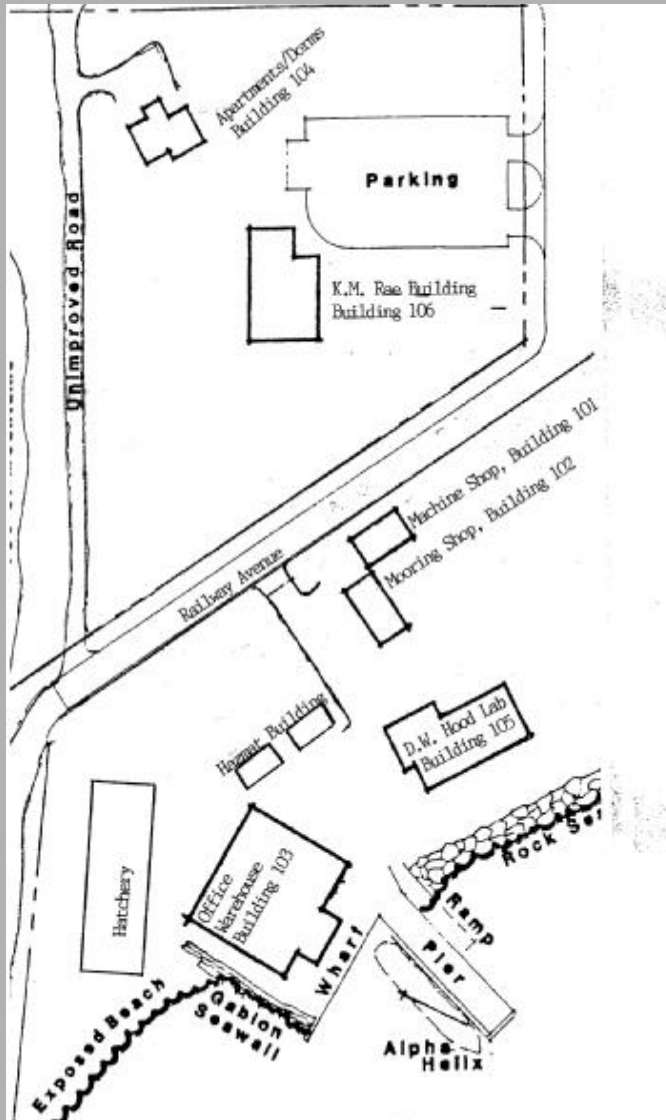 Apartments/Dorms
Building 104
Parking
Unimproved Road
K.M. Rae Building
Building 106
Machine Shop, Building 101
Mooring Shop, Building 102
Railway Avenue
Hazmat Building
D.W. Hood Lab
Building 105
Rock
Hatchery
Office
Warehouse
Building 103
Ramp
Wharf
Pier
Gabion
Seawall
Exposed Beach
Alpha
Helix